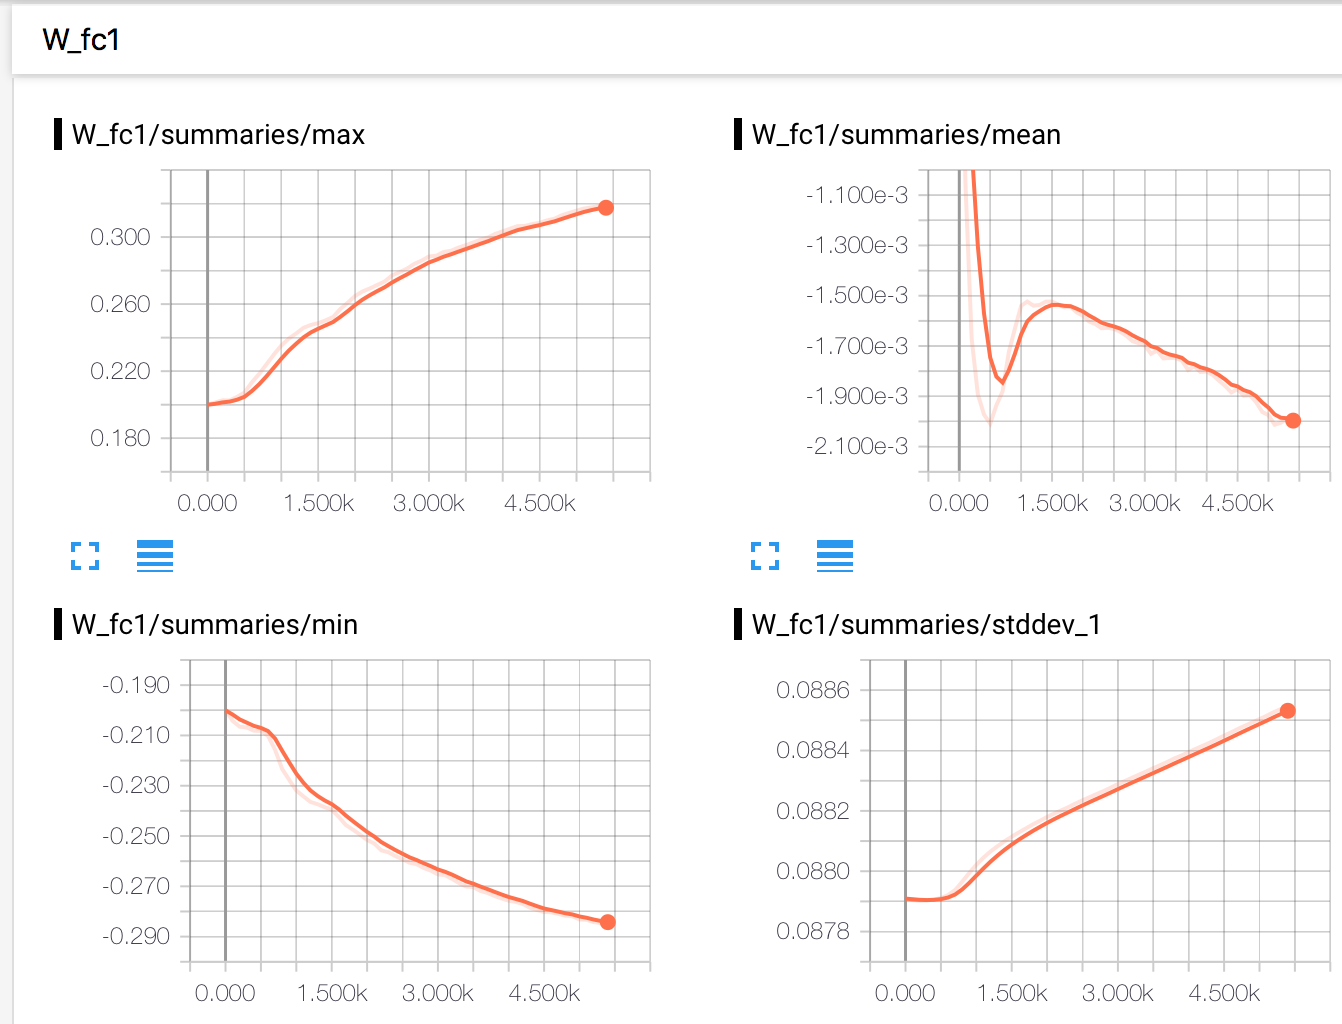 W_fc1
W_fc1/summaries/max
0.300
0.260
0.220
0.180
0.000 1.500k 3.000k 4.500k
W_fc1/summaries/mean
-1.100e-3
-1.300e-3
-1.500e-3
-1.700e-3
-1.900e-3
-2.100e-3
0.000 1.500k 3.000k 4.500k
W_fc1/summaries/min
-0.190
-0.210
-0.230
-0.250
-0.270
-0.290
0.000 1.500k 3.000k 4.500k
W_fc1/summaries/stddev_1
0.0886
0.0884
0.0882
0.0880
0.0878
0.000 1.500k 3.000k 4.500k